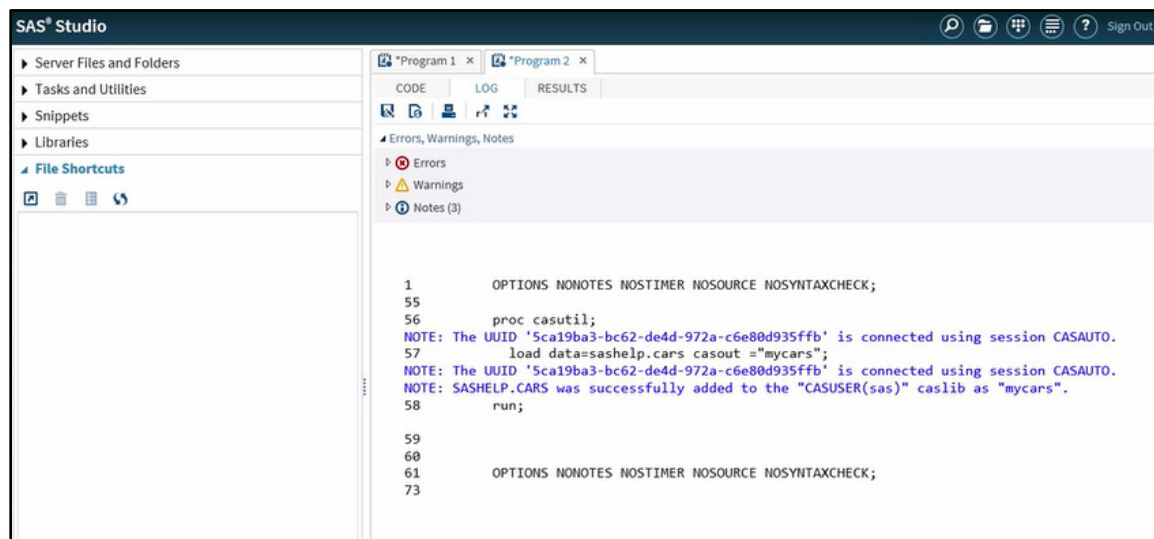 SAS® Studio
Sign Out
Server Files and Folders
Tasks and Utilities
Snippets
Libraries
File Shortcuts
*Program 1 ×
*Program 2 ×
CODE LOG RESULTS
Errors, Warnings, Notes
Errors
Warnings
Notes (3)
1 OPTIONS NONOTES NOSTIMER NOSOURCE NOSYNTAXCHECK;
55
56 proc casutil;
NOTE: The UUID '5ca19ba3-bc62-de4d-972a-c6e80d935ffb' is connected using session CASAUTO.
57 load data=sashelp.cars casout ="mycars";
NOTE: The UUID '5ca19ba3-bc62-de4d-972a-c6e80d935ffb' is connected using session CASAUTO.
NOTE: SASHELP.CARS was successfully added to the "CASUSER(sas)" caslib as "mycars".
58 run;
59
60
61 OPTIONS NONOTES NOSTIMER NOSOURCE NOSYNTAXCHECK;
73